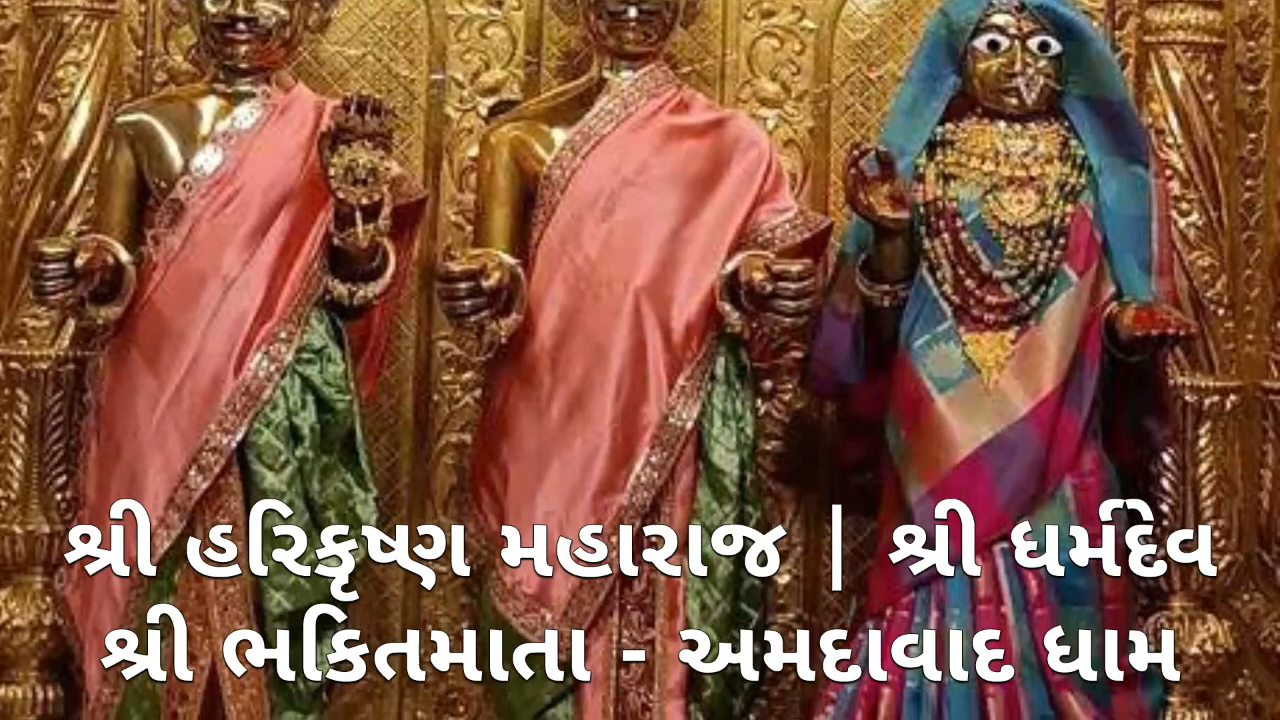 શ્રી હરિકૃષ્ણ મહારાજ | શ્રી ધર્મદેવ
શ્રી ભકિતમાતા - અમદાવાદ ધામ